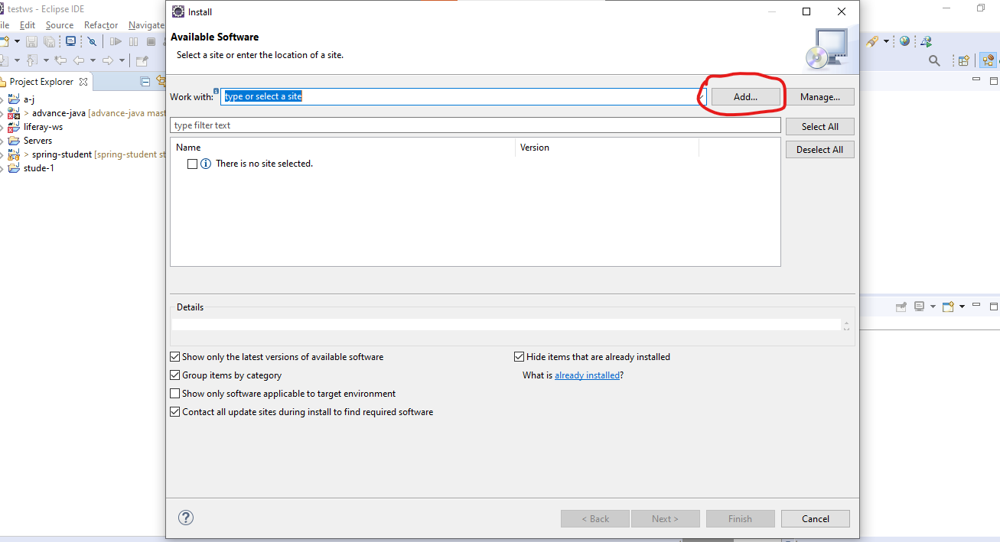 testws - Eclipse IDE
Install
ile Edit Source Refactor Navigate
Available Software
Select a site or enter the location of a site.
Project Explorer
Work with: type or select a site Add... Manage...
a-j
> advance-java [advance-java mast
type filter text Select All
liferay-ws
Servers
Name Version Deselect All
> spring-student [spring-student st
There is no site selected.
stude-1
Details
Show only the latest versions of available software Hide items that are already installed
Group items by category What is already installed?
Show only software applicable to target environment
Contact all update sites during install to find required software
? < Back Next > Finish Cancel